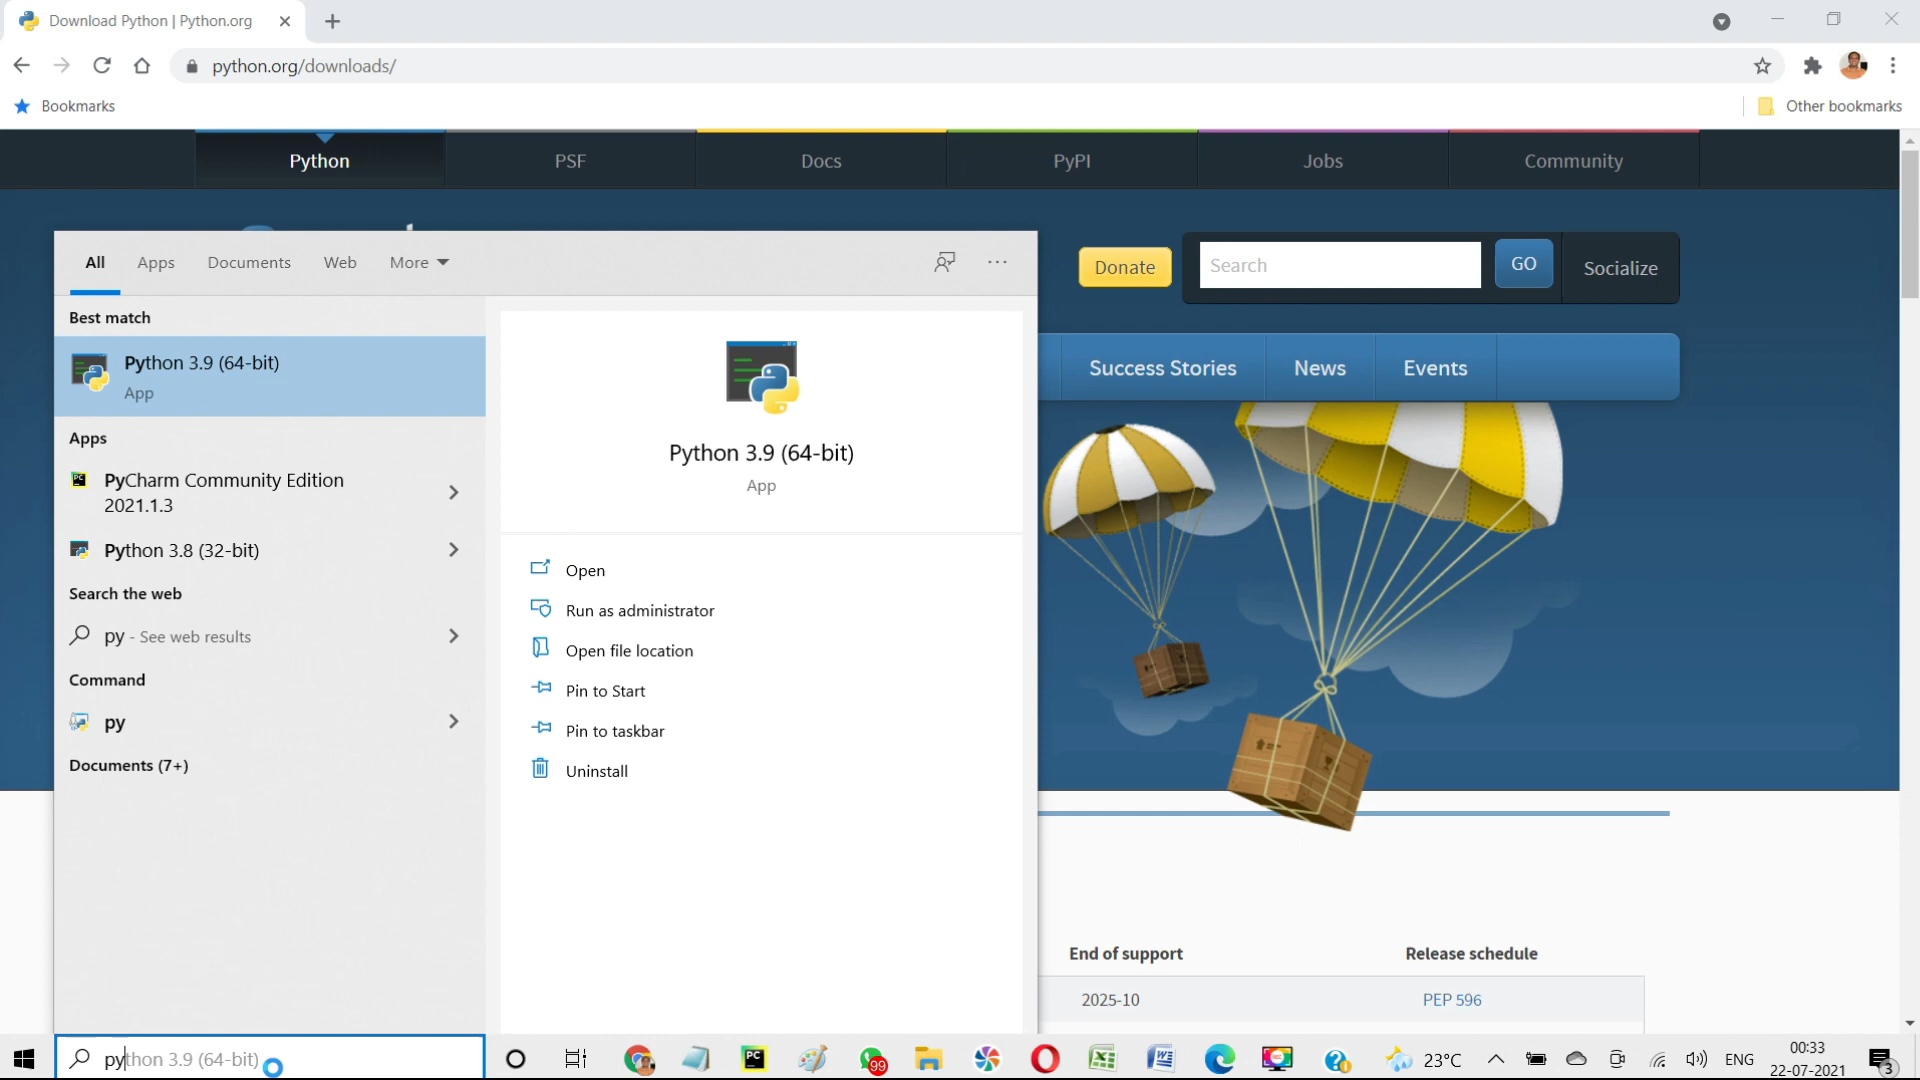 Download Python | Python.org
python.org/downloads/
Bookmarks
Other bookmarks
Python
PSF
Docs
PyPI
Jobs
Community
Donate
Search
GO
Socialize
Success Stories
News
Events
All
Apps
Documents
Web
More
Best match
Python 3.9 (64-bit)
App
Apps
PyCharm Community Edition
2021.1.3
Python 3.8 (32-bit)
Search the web
py - See web results
Command
py
Documents (7+)
Python 3.9 (64-bit)
App
Open
Run as administrator
Open file location
Pin to Start
Pin to taskbar
Uninstall
End of support
Release schedule
2025-10
PEP 596
python 3.9 (64-bit)
PC
99
23°C
ENG
00:33
22-07-2021
3